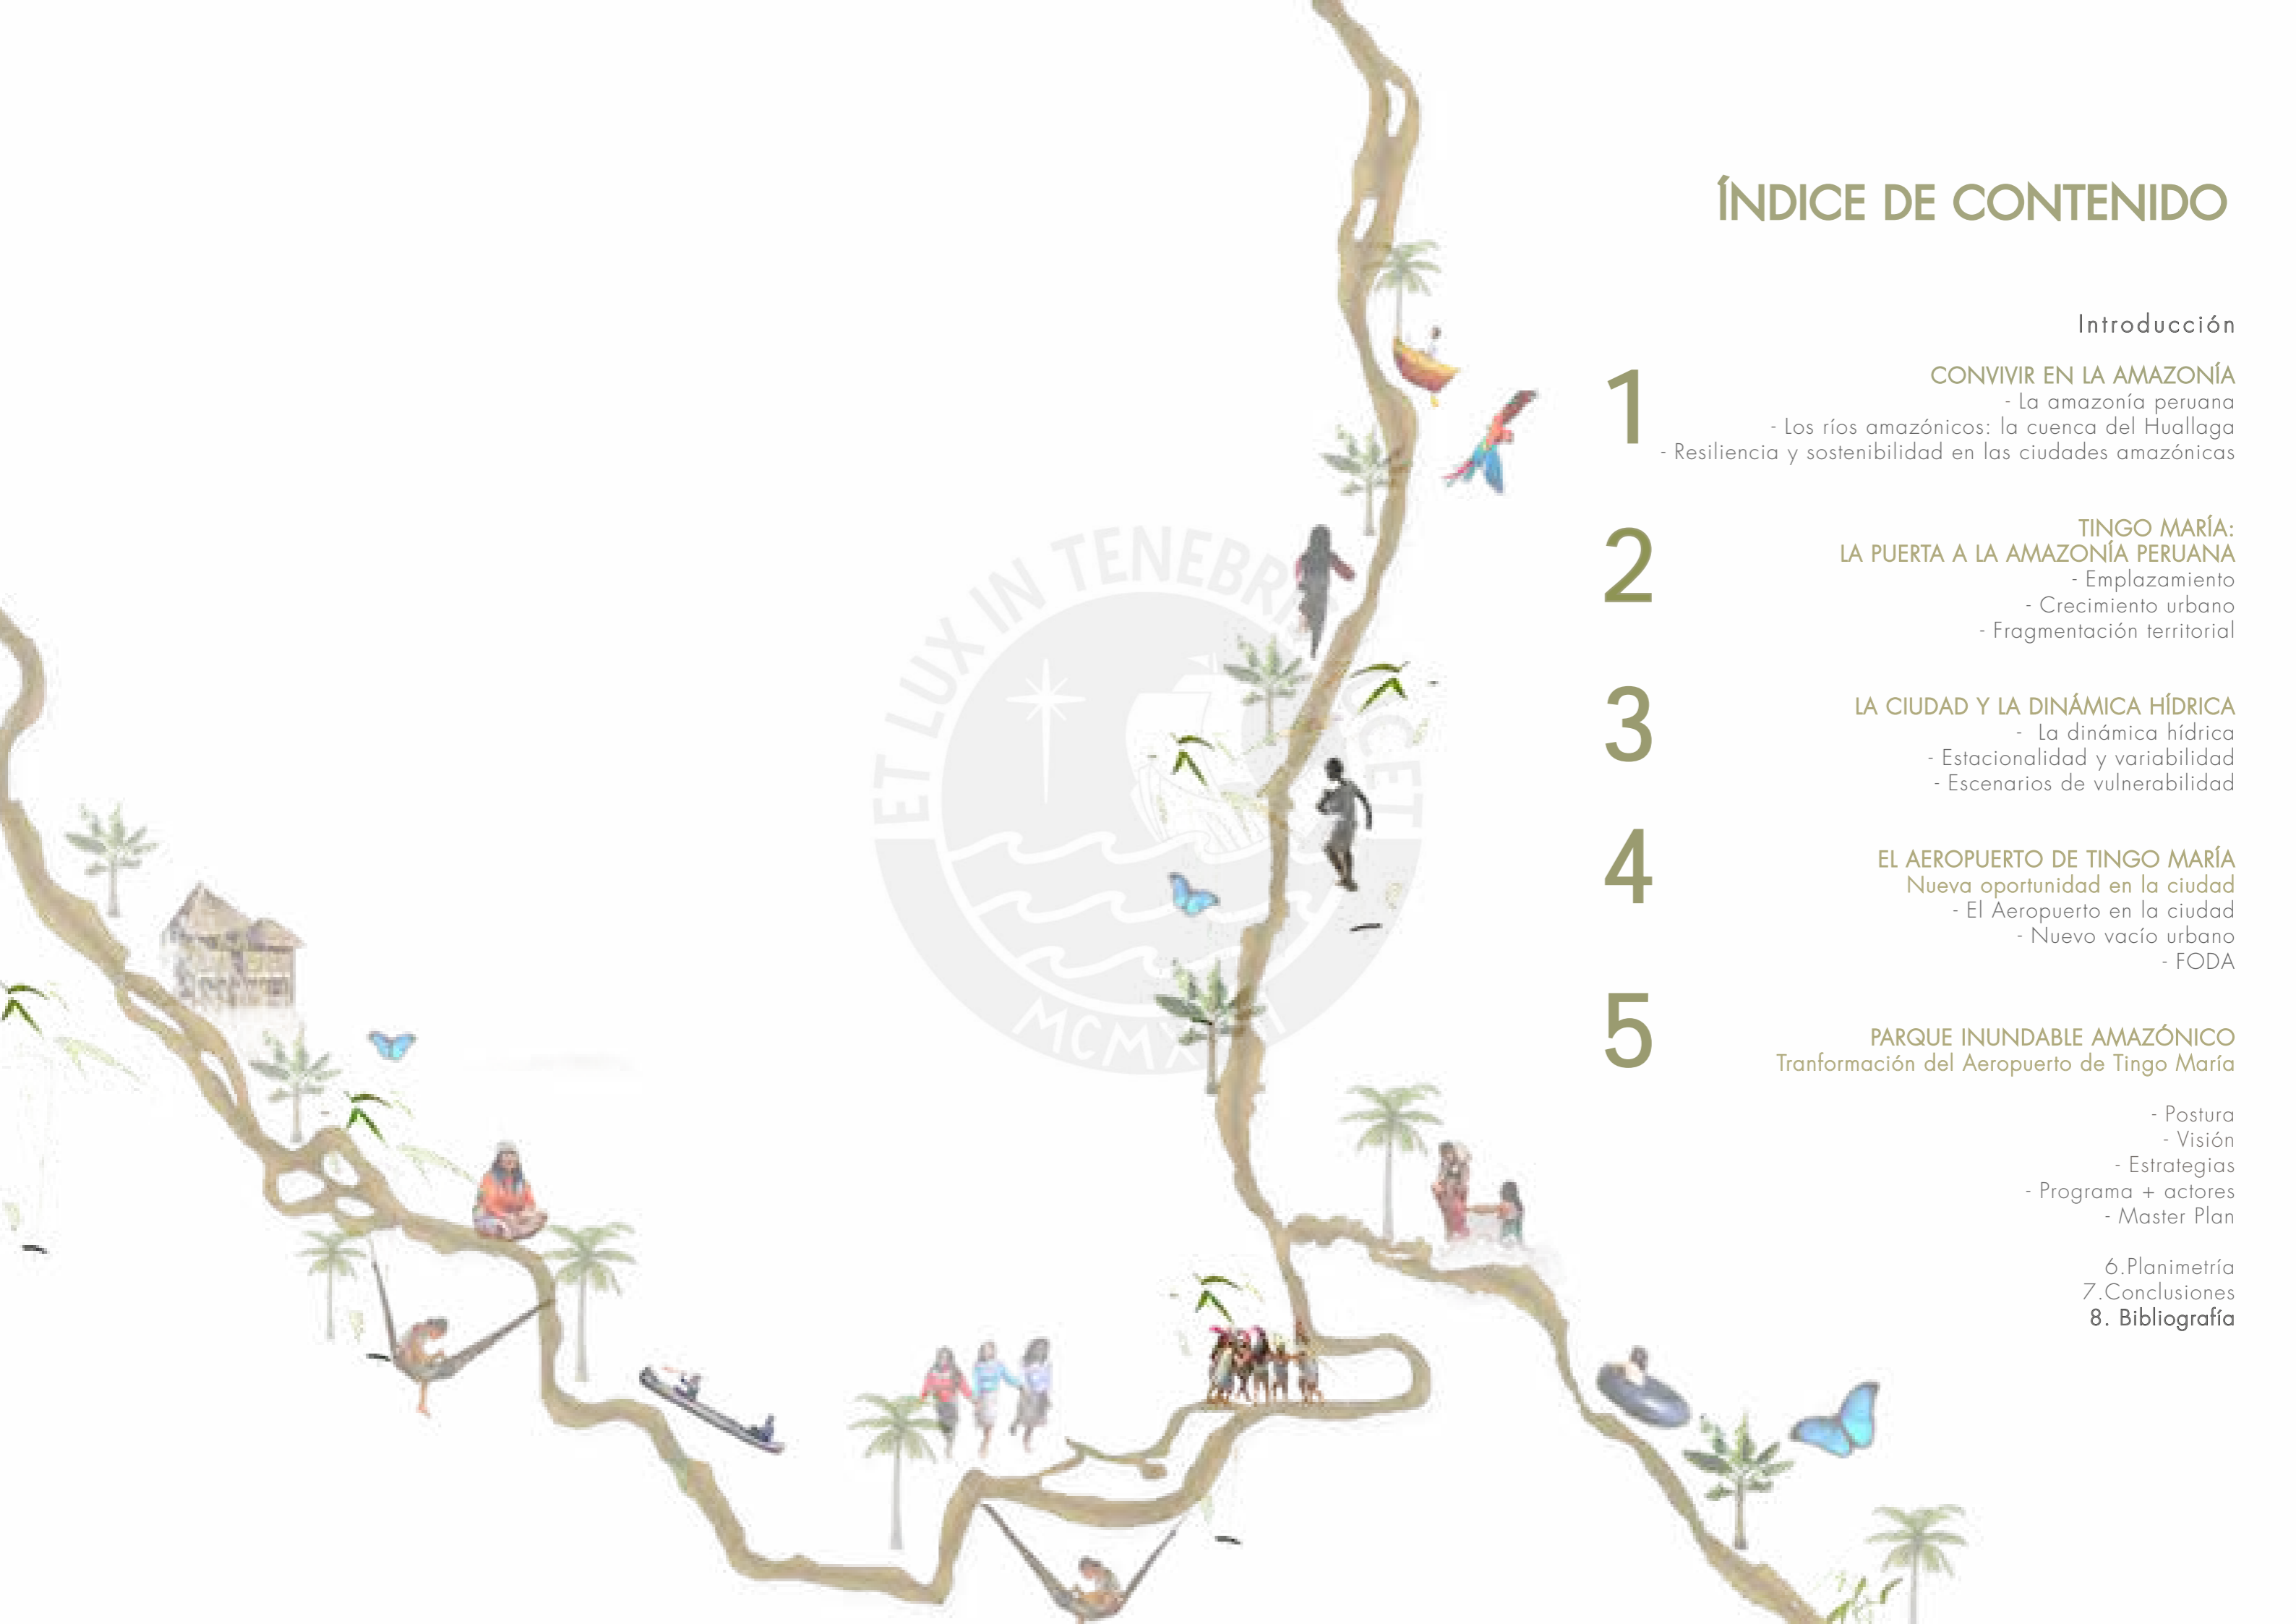 ÍNDICE DE CONTENIDO
Introducción
1
CONVIVIR EN LA AMAZONÍA
- La amazonía peruana
- Los ríos amazónicos: la cuenca del Huallaga
- Resiliencia y sostenibilidad en las ciudades amazónicas
2
TINGO MARÍA:
LA PUERTA A LA AMAZONÍA PERUANA
- Emplazamiento
- Crecimiento urbano
- Fragmentación territorial
3
LA CIUDAD Y LA DINÁMICA HÍDRICA
- La dinámica hídrica
- Estacionalidad y variabilidad
- Escenarios de vulnerabilidad
4
EL AEROPUERTO DE TINGO MARÍA
Nueva oportunidad en la ciudad
- El Aeropuerto en la ciudad
- Nuevo vacío urbano
- FODA
5
PARQUE INUNDABLE AMAZÓNICO
Tranformación del Aeropuerto de Tingo María
- Postura
- Visión
- Estrategias
- Programa + actores
- Master Plan
6.Planimetría
7.Conclusiones
8. Bibliografía
ET LUX IN